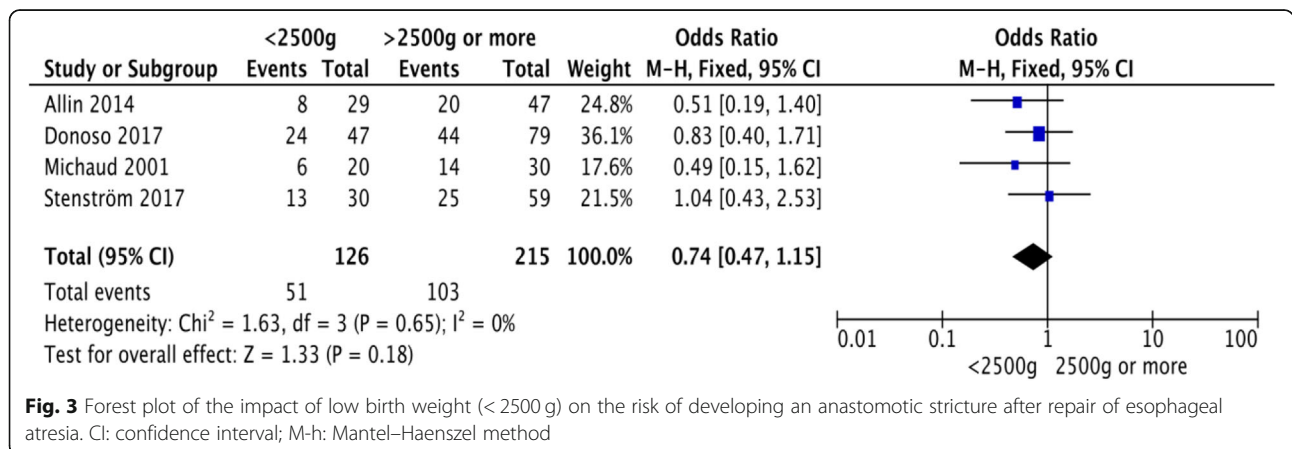 <2500g >2500g or more Odds Ratio Odds Ratio
Study or Subgroup Events Total Events Total Weight M-H, Fixed, 95% CI M-H, Fixed, 95% CI
Allin 2014 8 29 20 47 24.8% 0.51 [0.19, 1.40]
Donoso 2017 24 47 44 79 36.1% 0.83 [0.40, 1.71]
Michaud 2001 6 20 14 30 17.6% 0.49 [0.15, 1.62]
Stenström 2017 13 30 25 59 21.5% 1.04 [0.43, 2.53]
Total (95% CI) 126 215 100.0% 0.74 [0.47, 1.15]
Total events 51 103
Heterogeneity: Chi² = 1.63, df = 3 (P = 0.65); I² = 0%
Test for overall effect: Z = 1.33 (P = 0.18)
0.01 0.1 1 10 100
<2500g 2500g or more
Fig. 3 Forest plot of the impact of low birth weight (< 2500 g) on the risk of developing an anastomotic stricture after repair of esophageal
atresia. CI: confidence interval; M-h: Mantel–Haenszel method